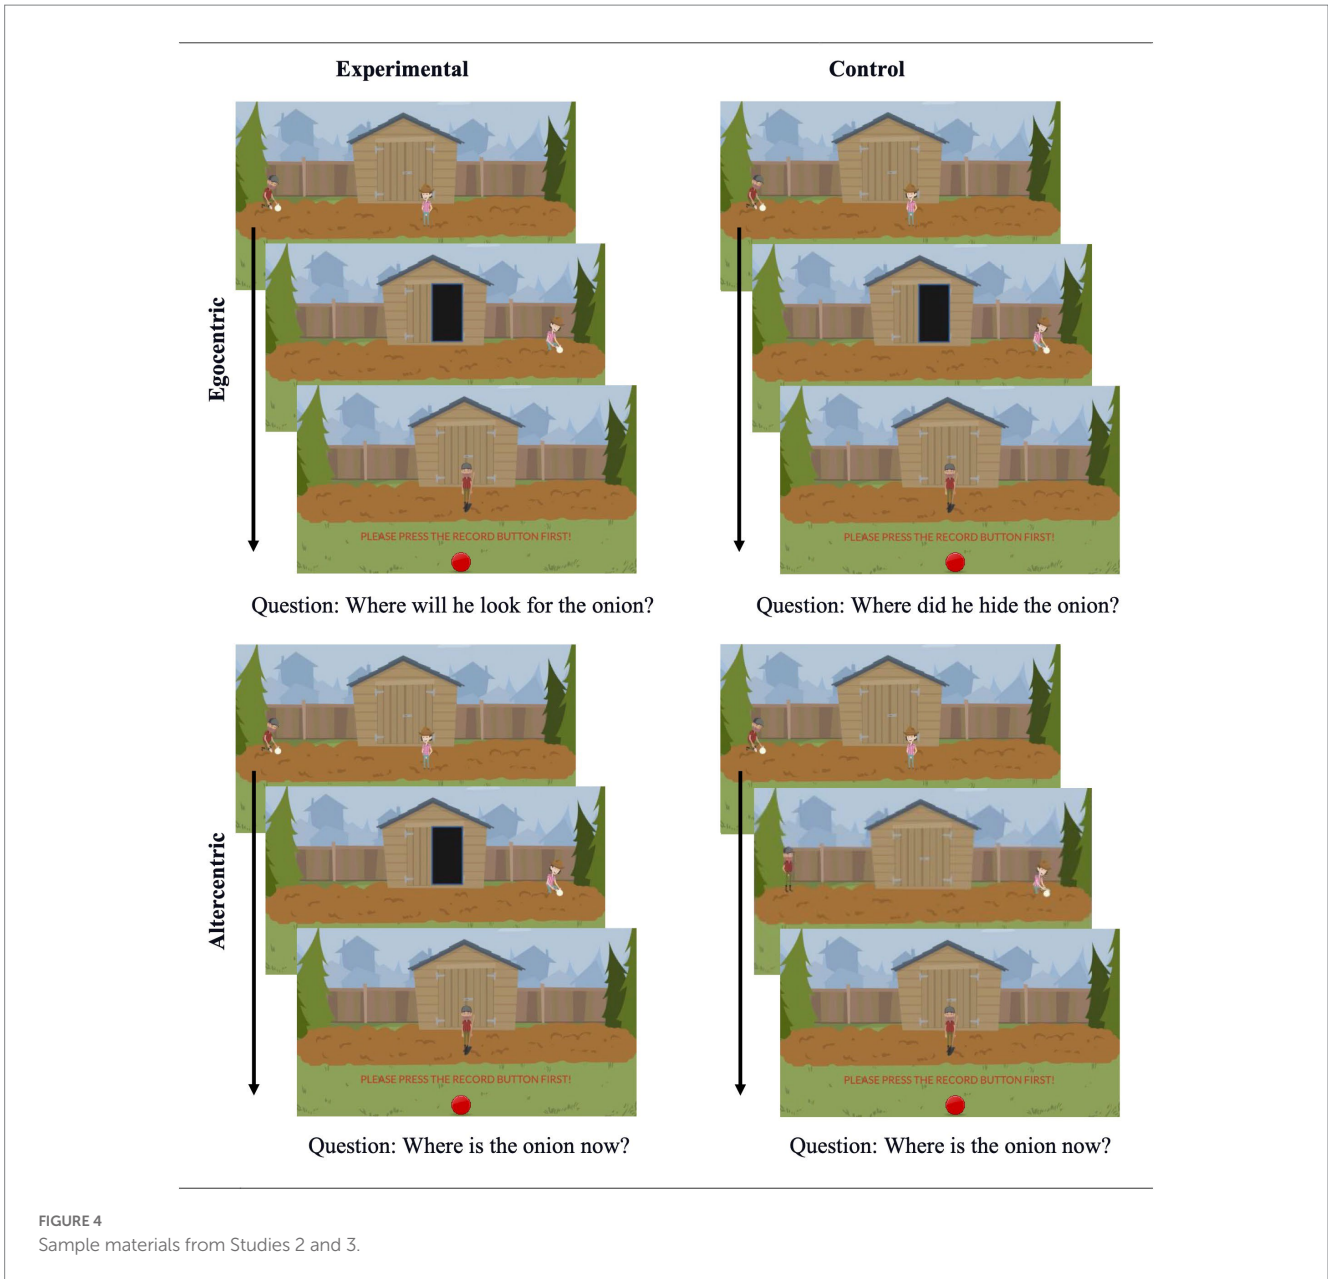 Experimental
Control
Egocentric
PLEASE PRESS THE RECORD BUTTON FIRST!
PLEASE PRESS THE RECORD BUTTON FIRST!
Question: Where will he look for the onion?
Question: Where did he hide the onion?
Altercentric
PLEASE PRESS THE RECORD BUTTON FIRST!
PLEASE PRESS THE RECORD BUTTON FIRST!
Question: Where is the onion now?
Question: Where is the onion now?
FIGURE 4
Sample materials from Studies 2 and 3.